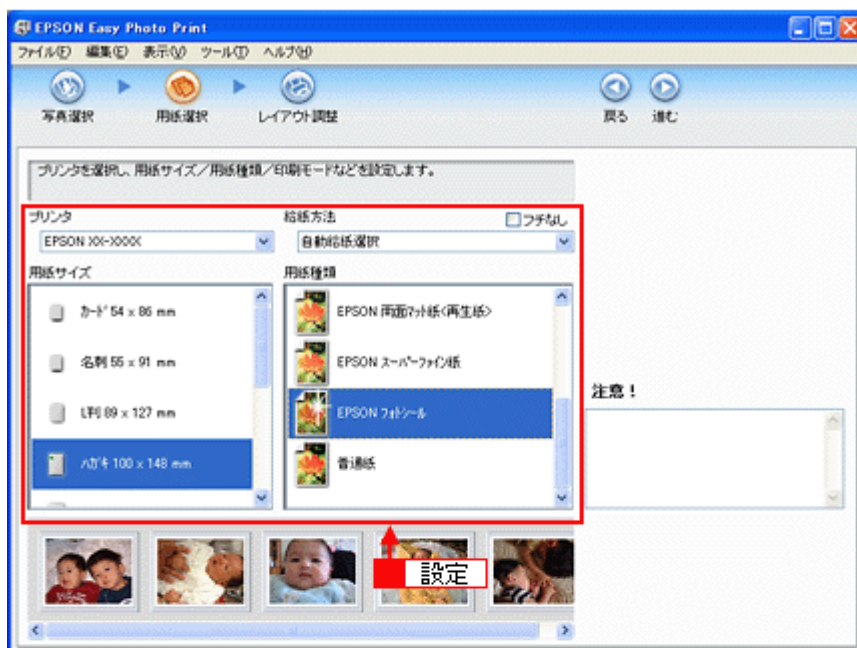 EPSON Easy Photo Print
ファイル(F) 編集(E) 表示(V) ツール(T) ヘルプ(H)
写真選択 用紙選択 レイアウト調整 戻る 進む
プリンタを選択し、用紙サイズ/用紙種類/印刷モードなどを設定します。
プリンタ 給紙方法 フチなし
EPSON XX-XXXX 自動給紙選択
用紙サイズ 用紙種類
カード 54 x 86 mm EPSON 両面マット紙<再生紙>
名刺 55 x 91 mm EPSON スーパーファイン紙
L判 89 x 127 mm EPSON フォトシール
ハガキ 100 x 148 mm 普通紙
注意!
設定